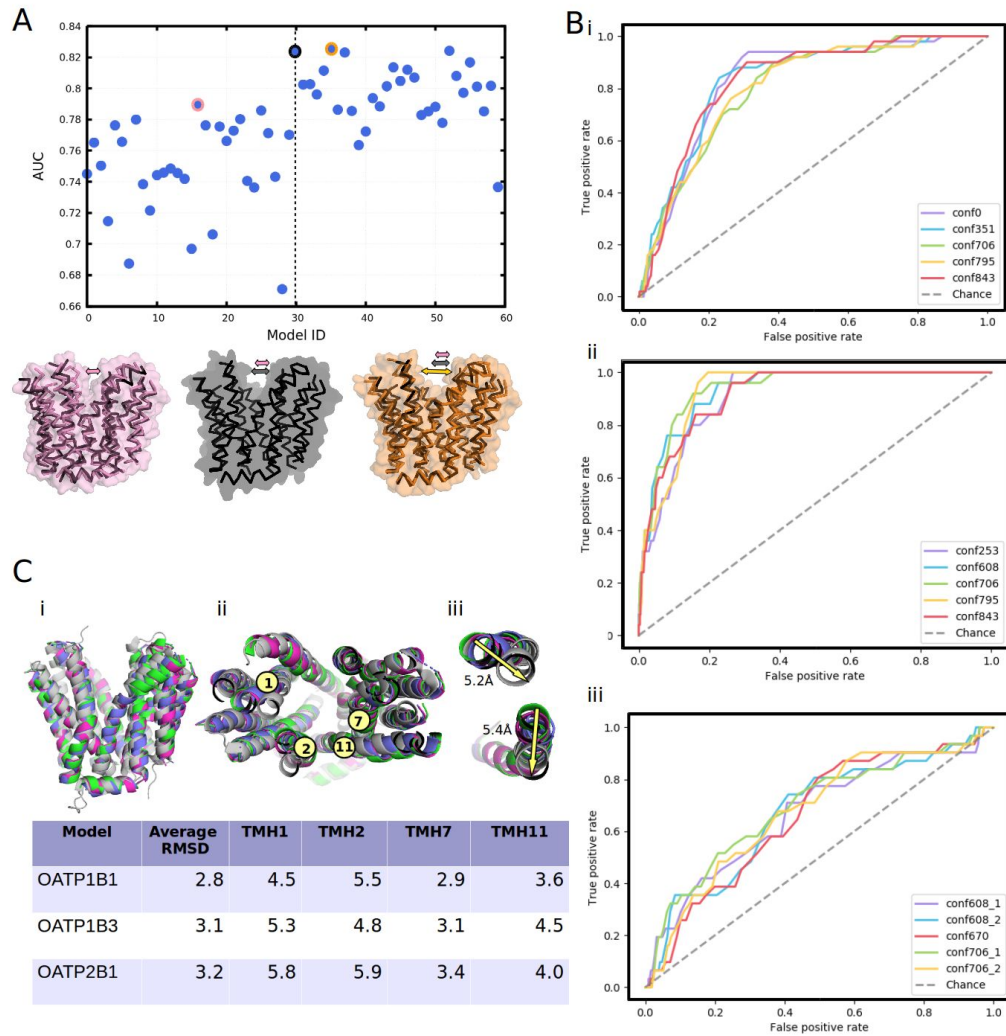 A
0.84
0.82
0.8
0.78
0.76
0.74
0.72
0.7
0.68
0.66
AUC
0
10
20
30
40
50
60
Model ID
B
i
1.0
0.8
0.6
0.4
0.2
0.0
True positive rate
conf0
conf351
conf706
conf795
conf843
Chance
0.0
0.2
0.4
0.6
0.8
1.0
False positive rate
ii
1.0
0.8
0.6
0.4
0.2
0.0
True positive rate
conf253
conf608
conf706
conf795
conf843
Chance
0.0
0.2
0.4
0.6
0.8
1.0
False positive rate
iii
1.0
0.8
0.6
0.4
0.2
0.0
True positive rate
conf608_1
conf608_2
conf670
conf706_1
conf706_2
Chance
0.0
0.2
0.4
0.6
0.8
1.0
False positive rate
C
i
ii
1
7
2
11
iii
5.2Å
5.4Å
Model Average RMSD TMH1 TMH2 TMH7 TMH11
OATP1B1 2.8 4.5 5.5 2.9 3.6
OATP1B3 3.1 5.3 4.8 3.1 4.5
OATP2B1 3.2 5.8 5.9 3.4 4.0